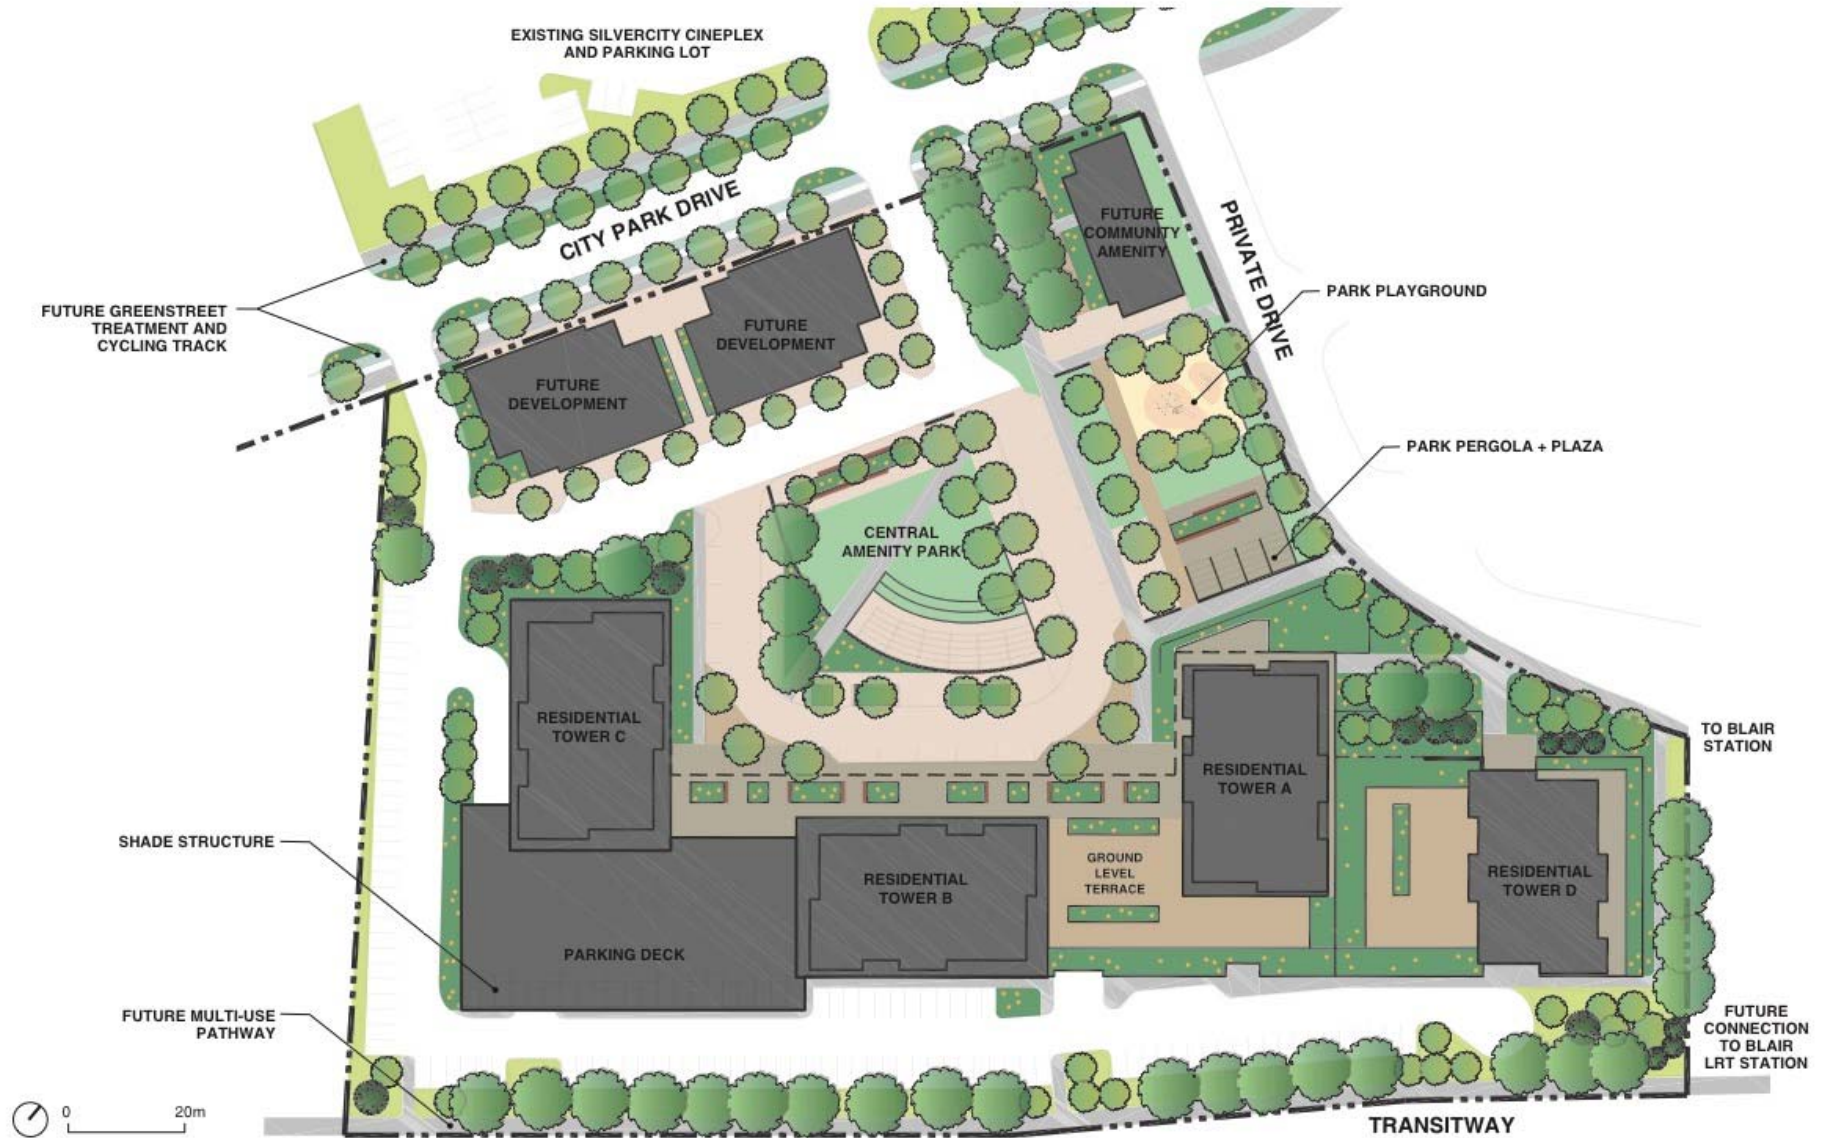 EXISTING SILVERCITY CINEPLEX
AND PARKING LOT
CITY PARK DRIVE
FUTURE
COMMUNITY
AMENITY
PRIVATE DRIVE
PARK PLAYGROUND
FUTURE GREENSTREET
TREATMENT AND
CYCLING TRACK
FUTURE
DEVELOPMENT
FUTURE
DEVELOPMENT
PARK PERGOLA + PLAZA
CENTRAL
AMENITY PARK
RESIDENTIAL
TOWER C
RESIDENTIAL
TOWER A
TO BLAIR
STATION
SHADE STRUCTURE
RESIDENTIAL
TOWER B
GROUND
LEVEL
TERRACE
RESIDENTIAL
TOWER D
PARKING DECK
FUTURE MULTI-USE
PATHWAY
FUTURE
CONNECTION
TO BLAIR
LRT STATION
0 20m
TRANSITWAY